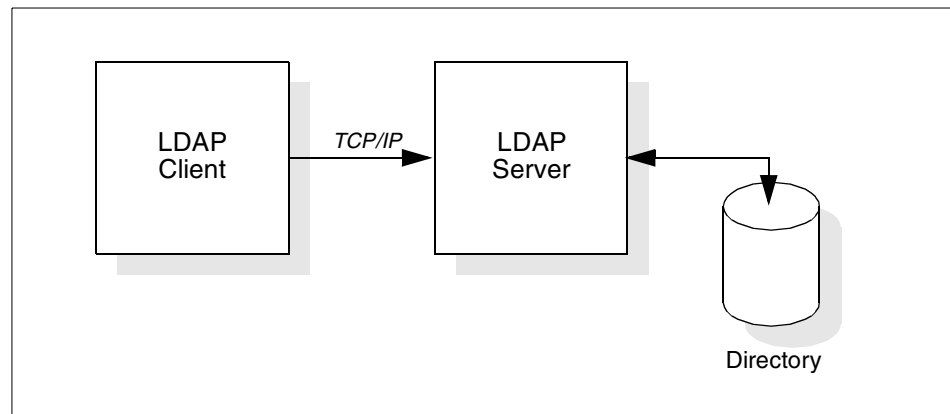 LDAP
Client
TCP/IP
LDAP
Server
Directory